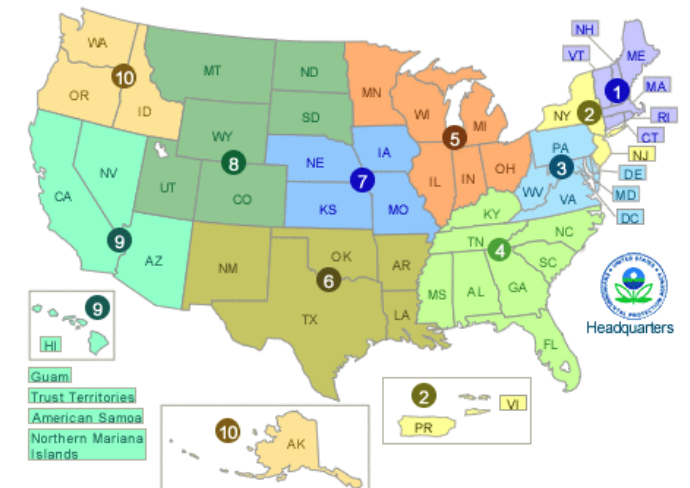 NH
VT
ME
WA
MT
ND
MN
10
1
MA
OR
ID
SD
WI
MI
NY
2
RI
CT
WY
5
NJ
PA
NV
8
NE
IA
3
DE
UT
7
IL
IN
OH
WV
MD
CA
CO
KS
MO
VA
DC
KY
9
TN
NC
4
AZ
NM
OK
AR
SC
6
MS
AL
GA
TX
LA
UNITED STATES
Headquarters
9
HI
FL
Guam
Trust Territories
American Samoa
Northern Mariana
Islands
2
VI
PR
10
AK